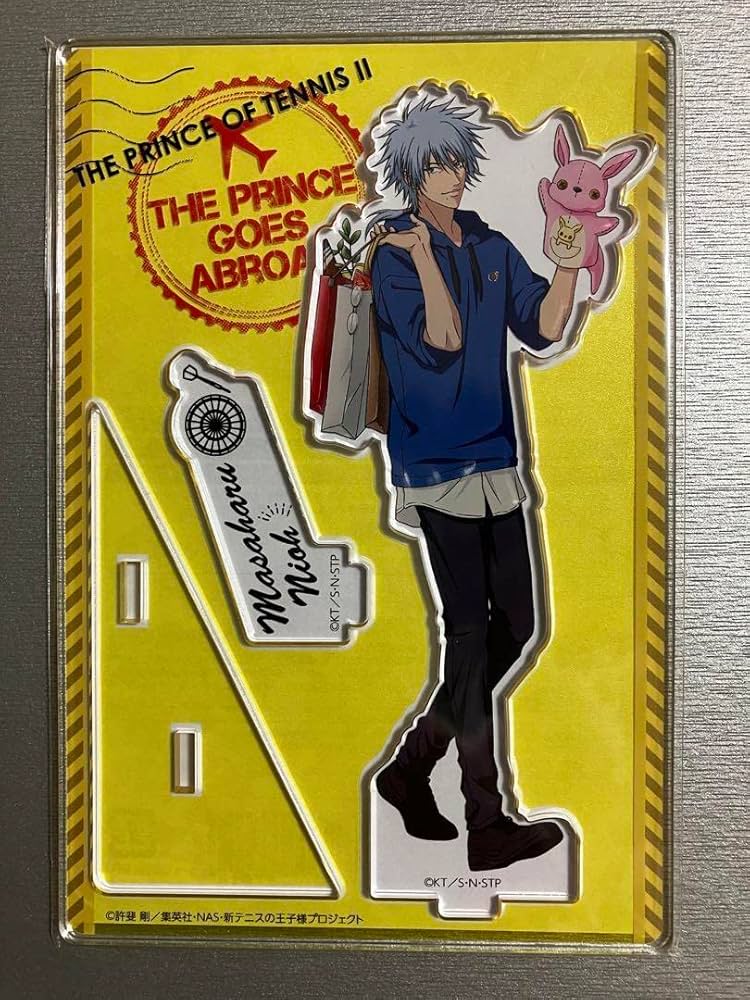 THE PRINCE OF TENNIS II
THE PRINCE
GOES
ABROA
Masaharu
Nioh
©KT/S·N·STP
©KT/S·N·STP
©許斐 剛/集英社・NAS・新テニスの王子様プロジェクト